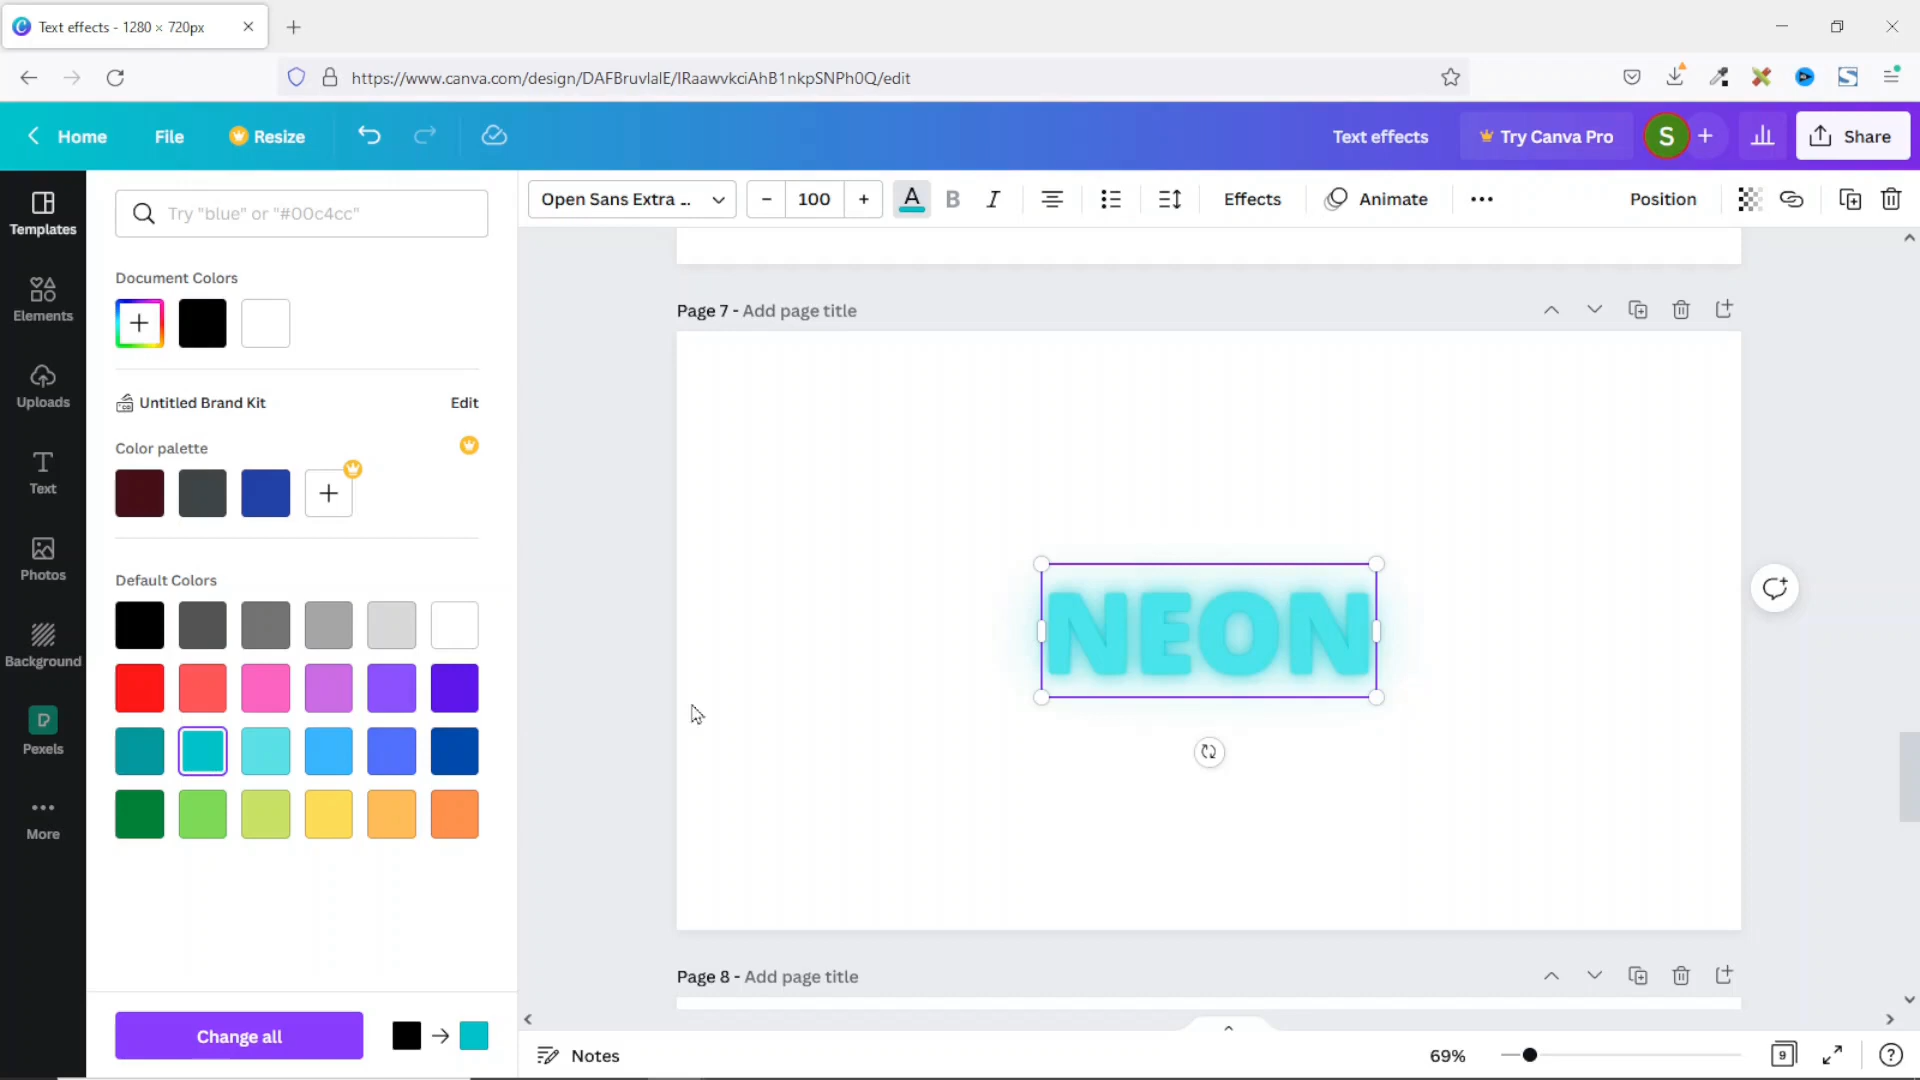 Text effects - 1280 × 720px
https://www.canva.com/design/DAFBruvlalE/IRaawvkciAhB1nkpSNPh0Q/edit
Home
File
Resize
Text effects
Try Canva Pro
S
Share
Templates
Elements
Uploads
Text
Photos
Background
Pexels
More
Try "blue" or "#00c4cc"
Document Colors
Untitled Brand Kit
Edit
Color palette
Default Colors
Change all
Open Sans Extra ...
100
A
B
I
Effects
Animate
Position
Page 7 - Add page title
NEON
Page 8 - Add page title
Notes
69%
9